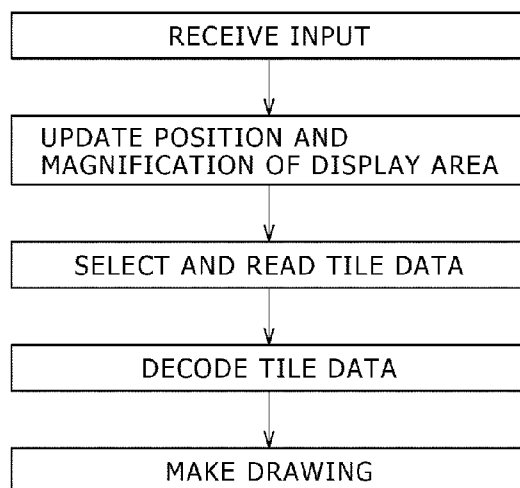 RECEIVE INPUT
UPDATE POSITION AND
MAGNIFICATION OF DISPLAY AREA
SELECT AND READ TILE DATA
DECODE TILE DATA
MAKE DRAWING